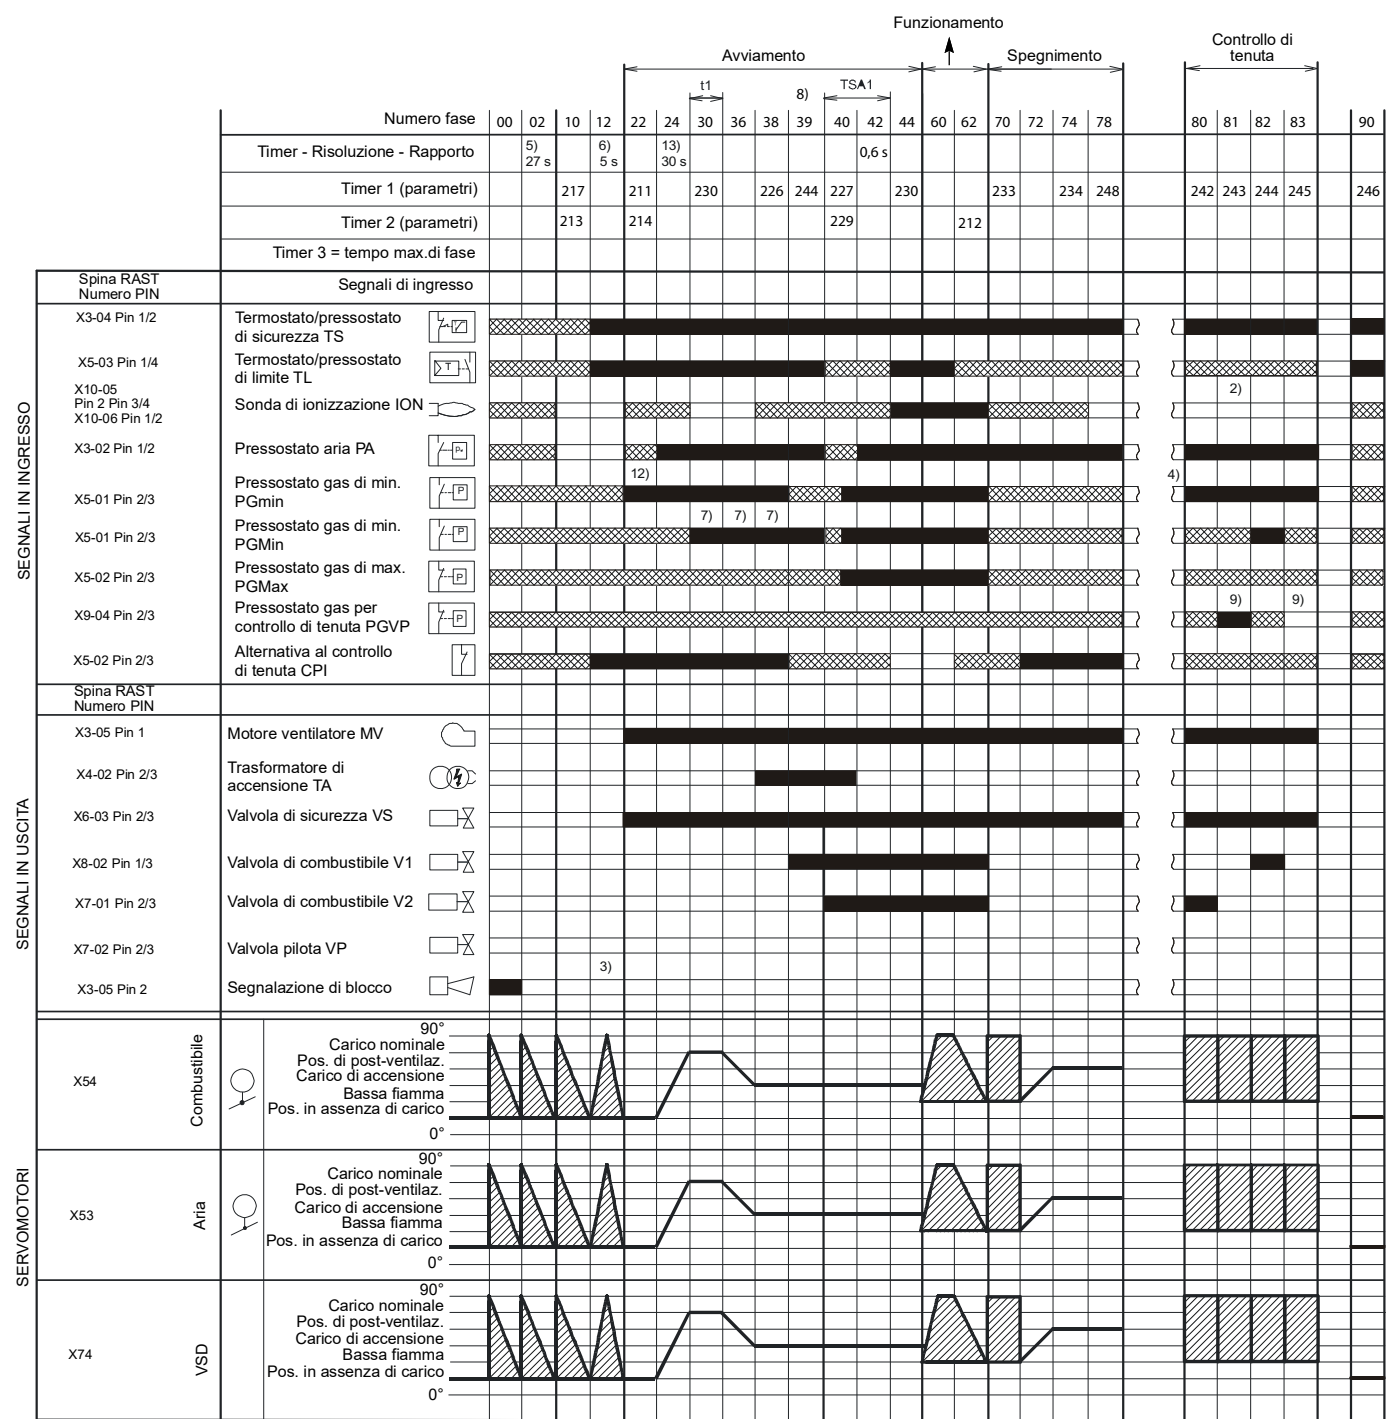 Funzionamento
Avviamento
Spegnimento
Controllo di
tenuta
t1
8)
TSA1
Numero fase 00 02 10 12 22 24 30 36 38 39 40 42 44 60 62 70 72 74 78 80 81 82 83 90
Timer - Risoluzione - Rapporto 5) 27 s 6) 5 s 13) 30 s 0,6 s
Timer 1 (parametri) 217 211 230 226 244 227 230 233 234 248 242 243 244 245 246
Timer 2 (parametri) 213 214 229 212
Timer 3 = tempo max.di fase
Spina RAST
Numero PIN
Segnali di ingresso
SEGNALI IN INGRESSO
X3-04 Pin 1/2
Termostato/pressostato
di sicurezza TS
X5-03 Pin 1/4
Termostato/pressostato
di limite TL
T
2)
X10-05
Pin 2 Pin 3/4
X10-06 Pin 1/2
Sonda di ionizzazione ION
X3-02 Pin 1/2
Pressostato aria PA
P
12)
4)
X5-01 Pin 2/3
Pressostato gas di min.
PGmin
P
7) 7) 7)
X5-01 Pin 2/3
Pressostato gas di min.
PGMin
P
X5-02 Pin 2/3
Pressostato gas di max.
PGMax
P
9) 9)
X9-04 Pin 2/3
Pressostato gas per
controllo di tenuta PGVP
P
X5-02 Pin 2/3
Alternativa al controllo
di tenuta CPI
Spina RAST
Numero PIN
SEGNALI IN USCITA
X3-05 Pin 1
Motore ventilatore MV
X4-02 Pin 2/3
Trasformatore di
accensione TA
X6-03 Pin 2/3
Valvola di sicurezza VS
X8-02 Pin 1/3
Valvola di combustibile V1
X7-01 Pin 2/3
Valvola di combustibile V2
X7-02 Pin 2/3
Valvola pilota VP
3)
X3-05 Pin 2
Segnalazione di blocco
SERVOMOTORI
X54
Combustibile
90°
Carico nominale
Pos. di post-ventilaz.
Carico di accensione
Bassa fiamma
Pos. in assenza di carico
0°
X53
Aria
90°
Carico nominale
Pos. di post-ventilaz.
Carico di accensione
Bassa fiamma
Pos. in assenza di carico
0°
X74
VSD
90°
Carico nominale
Pos. di post-ventilaz.
Carico di accensione
Bassa fiamma
Pos. in assenza di carico
0°